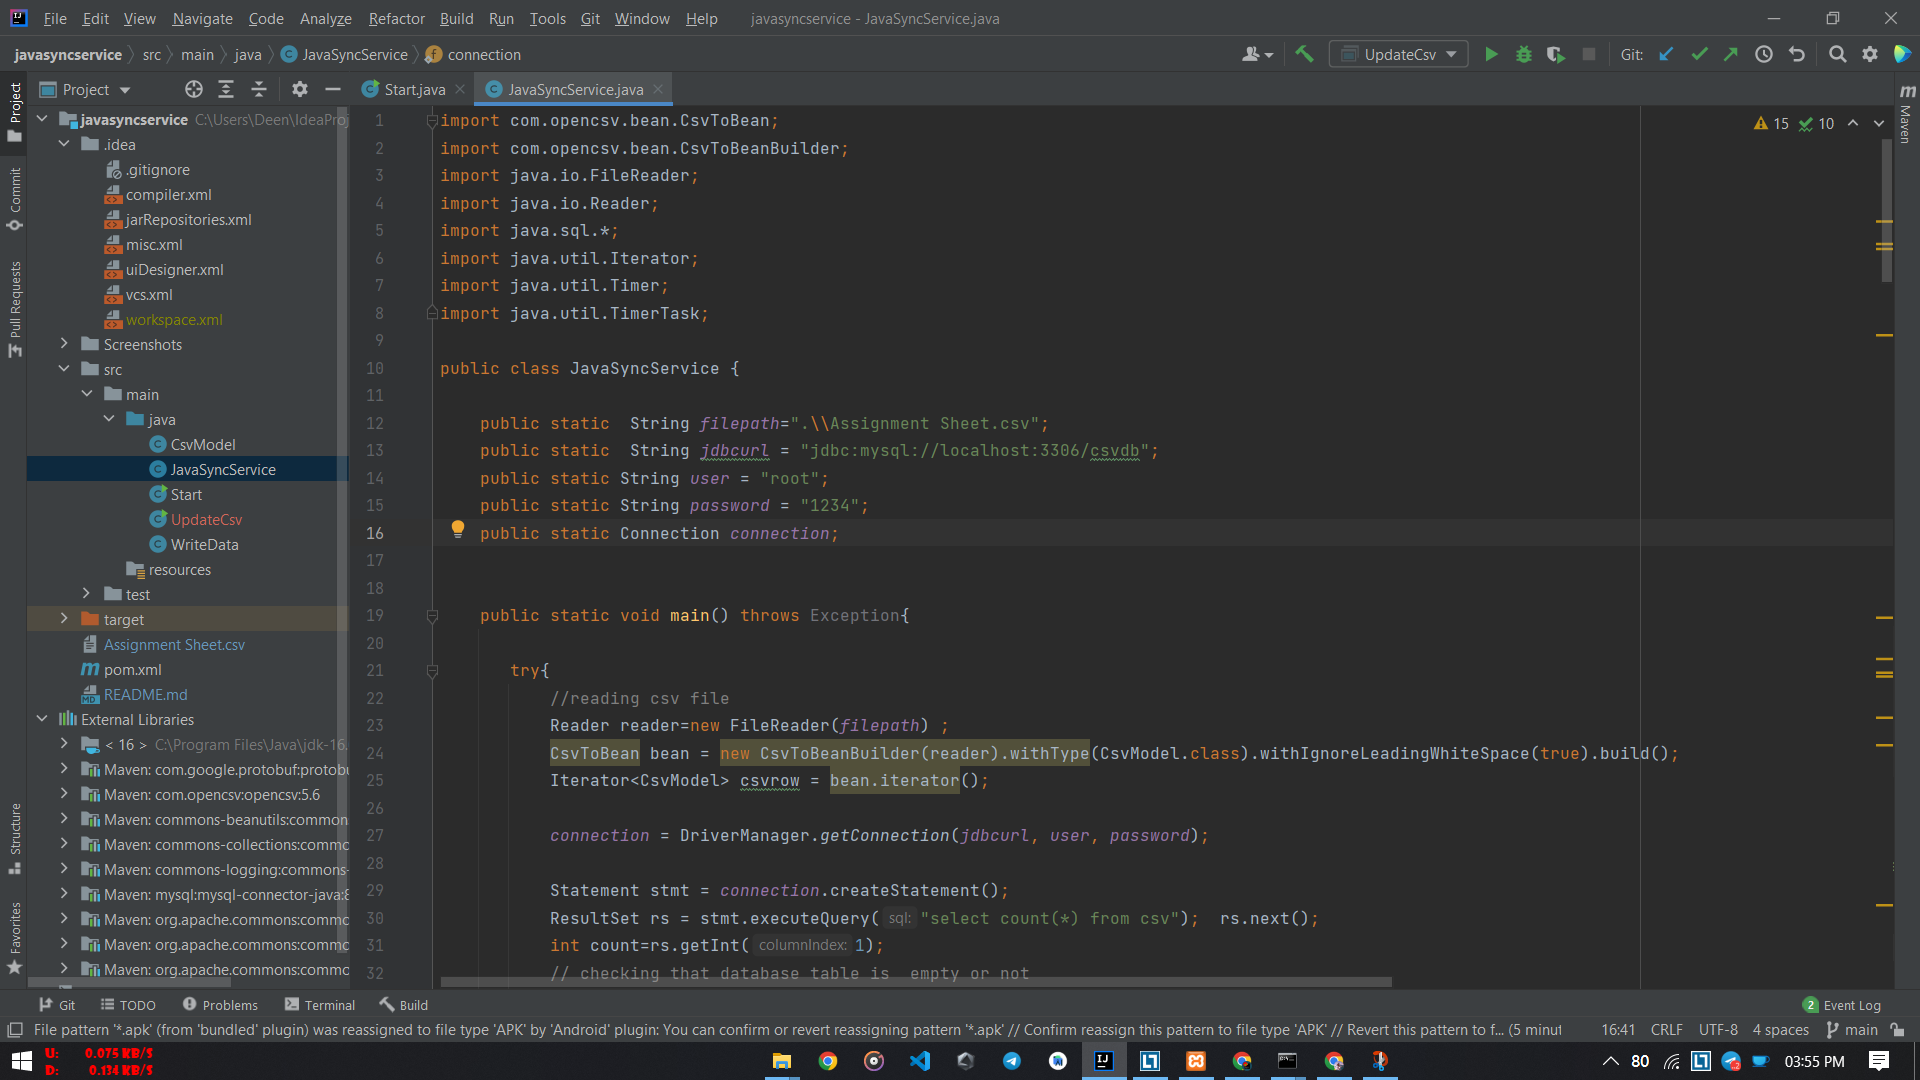 File Edit View Navigate Code Analyze Refactor Build Run Tools Git Window Help javasyncservice - JavaSyncService.java
javasyncservice src main java JavaSyncService connection UpdateCsv Git:
Project Start.java JavaSyncService.java
Project
Commit
Pull Requests
Structure
Favorites
javasyncservice C:\Users\Deen\IdeaProj
.idea
.gitignore
compiler.xml
jarRepositories.xml
misc.xml
uiDesigner.xml
vcs.xml
workspace.xml
Screenshots
src
main
java
CsvModel
JavaSyncService
Start
UpdateCsv
WriteData
resources
test
target
Assignment Sheet.csv
pom.xml
README.md
External Libraries
< 16 > C:\Program Files\Java\jdk-16.
Maven: com.google.protobuf:protobu
Maven: com.opencsv:opencsv:5.6
Maven: commons-beanutils:common
Maven: commons-collections:commo
Maven: commons-logging:commons-
Maven: mysql:mysql-connector-java:8
Maven: org.apache.commons:commo
Maven: org.apache.commons:commo
Maven: org.apache.commons:commo
15 10
Maven
1 import com.opencsv.bean.CsvToBean;
2 import com.opencsv.bean.CsvToBeanBuilder;
3 import java.io.FileReader;
4 import java.io.Reader;
5 import java.sql.*;
6 import java.util.Iterator;
7 import java.util.Timer;
8 import java.util.TimerTask;
9
10 public class JavaSyncService {
11
12 public static  String filepath=".\\Assignment Sheet.csv";
13 public static  String jdbcurl = "jdbc:mysql://localhost:3306/csvdb";
14 public static String user = "root";
15 public static String password = "1234";
16 public static Connection connection;
17
18
19 public static void main() throws Exception{
20
21 try{
22 //reading csv file
23 Reader reader=new FileReader(filepath) ;
24 CsvToBean bean = new CsvToBeanBuilder(reader).withType(CsvModel.class).withIgnoreLeadingWhiteSpace(true).build();
25 Iterator<CsvModel> csvrow = bean.iterator();
26
27 connection = DriverManager.getConnection(jdbcurl, user, password);
28
29 Statement stmt = connection.createStatement();
30 ResultSet rs = stmt.executeQuery( sql: "select count(*) from csv");  rs.next();
31 int count=rs.getInt( columnIndex: 1);
32 // checking that database table is  empty or not
Git TODO Problems Terminal Build 2 Event Log
File pattern '*.apk' (from 'bundled' plugin) was reassigned to file type 'APK' by 'Android' plugin: You can confirm or revert reassigning pattern '*.apk' // Confirm reassign this pattern to file type 'APK' // Revert this pattern to f... (5 minut 16:41 CRLF UTF-8 4 spaces main
U: 0.075 KB/S
D: 0.134 KB/S
80 03:55 PM